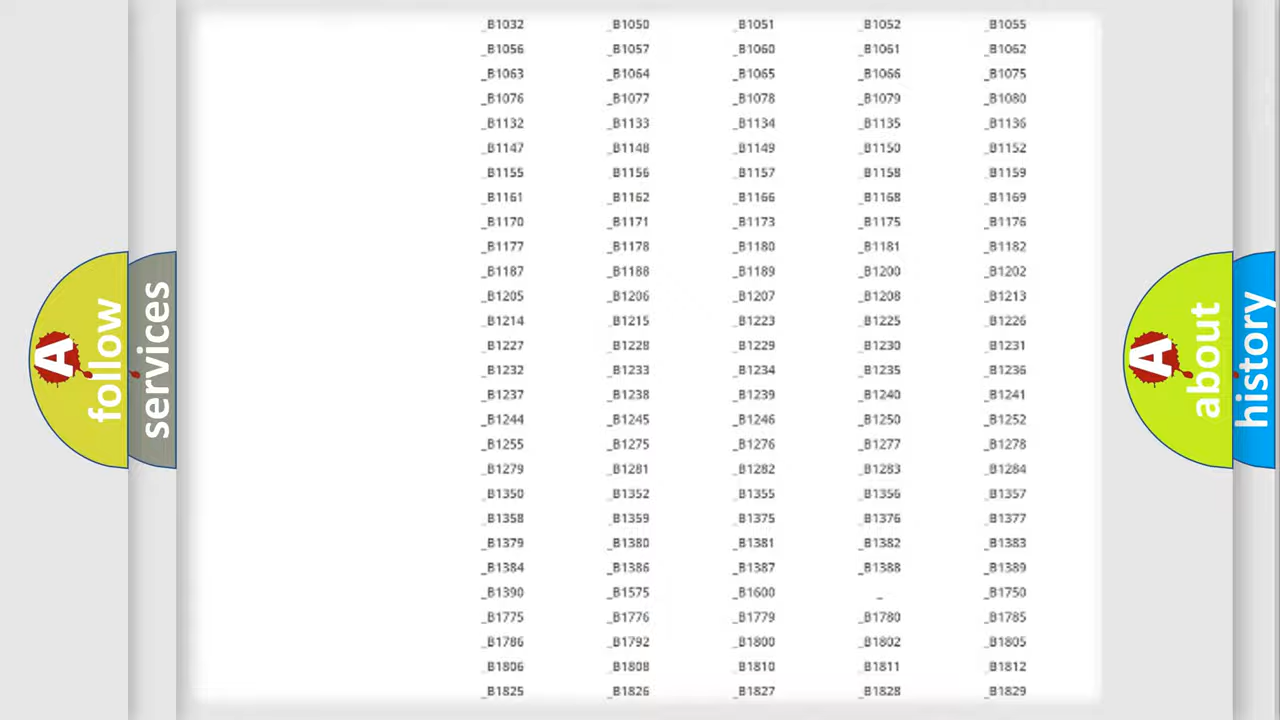 _B1032 _B1050 _B1051 _B1052 _B1055
_B1056 _B1057 _B1060 _B1061 _B1062
_B1063 _B1064 _B1065 _B1066 _B1075
_B1076 _B1077 _B1078 _B1079 _B1080
_B1132 _B1133 _B1134 _B1135 _B1136
_B1147 _B1148 _B1149 _B1150 _B1152
_B1155 _B1156 _B1157 _B1158 _B1159
_B1161 _B1162 _B1166 _B1168 _B1169
_B1170 _B1171 _B1173 _B1175 _B1176
_B1177 _B1178 _B1180 _B1181 _B1182
_B1187 _B1188 _B1189 _B1200 _B1202
_B1205 _B1206 _B1207 _B1208 _B1213
_B1214 _B1215 _B1223 _B1225 _B1226
_B1227 _B1228 _B1229 _B1230 _B1231
_B1232 _B1233 _B1234 _B1235 _B1236
_B1237 _B1238 _B1239 _B1240 _B1241
_B1244 _B1245 _B1246 _B1250 _B1252
_B1255 _B1275 _B1276 _B1277 _B1278
_B1279 _B1281 _B1282 _B1283 _B1284
_B1350 _B1352 _B1355 _B1356 _B1357
_B1358 _B1359 _B1375 _B1376 _B1377
_B1379 _B1380 _B1381 _B1382 _B1383
_B1384 _B1386 _B1387 _B1388 _B1389
_B1390 _B1575 _B1600 _ _B1750
_B1775 _B1776 _B1779 _B1780 _B1785
_B1786 _B1792 _B1800 _B1802 _B1805
_B1806 _B1808 _B1810 _B1811 _B1812
_B1825 _B1826 _B1827 _B1828 _B1829
A follow
services
A about
history